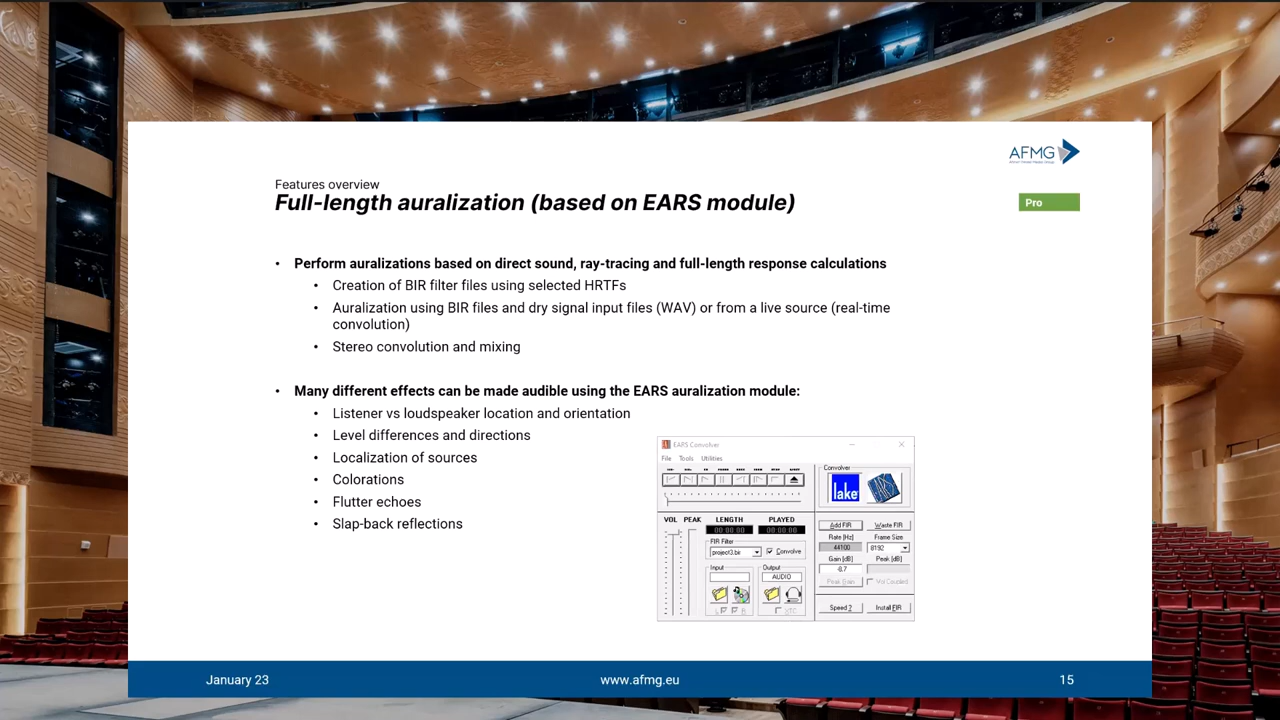 AFMG
Features overview
Full-length auralization (based on EARS module)
Pro
• Perform auralizations based on direct sound, ray-tracing and full-length response calculations
• Creation of BIR filter files using selected HRTFs
• Auralization using BIR files and dry signal input files (WAV) or from a live source (real-time
convolution)
• Stereo convolution and mixing
• Many different effects can be made audible using the EARS auralization module:
• Listener vs loudspeaker location and orientation
• Level differences and directions
• Localization of sources
• Colorations
• Flutter echoes
• Slap-back reflections
EARS Convolver
File Tools Utilities
Convolver
lake
VOL PEAK LENGTH PLAYED
00:00:00 00:00:00
FIR Filter
project3.bir Convolve
Input Output
AUDIO
Add FIR Waste FIR
Rate [Hz] Frame Size
44100 8192
Gain [dB] Peak [dB]
-8.7
Peak Gain Vol Coupled
Speed ? Install FIR
January 23
www.afmg.eu
15